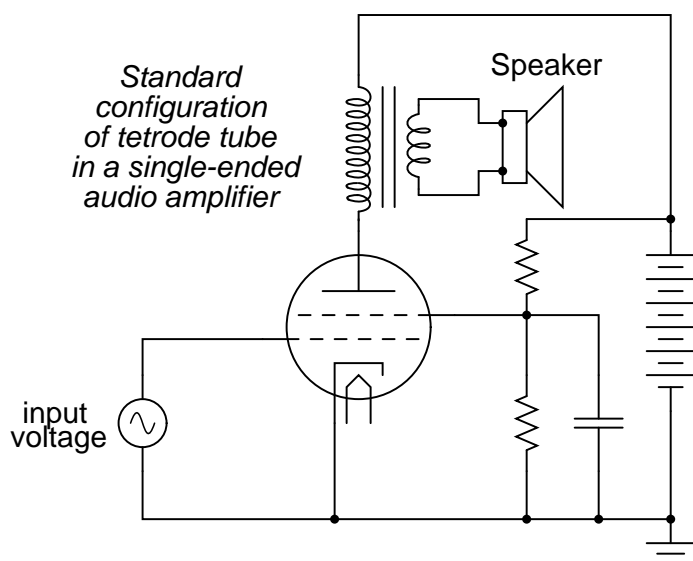 Standard
configuration
of tetrode tube
in a single-ended
audio amplifier
Speaker
input
voltage